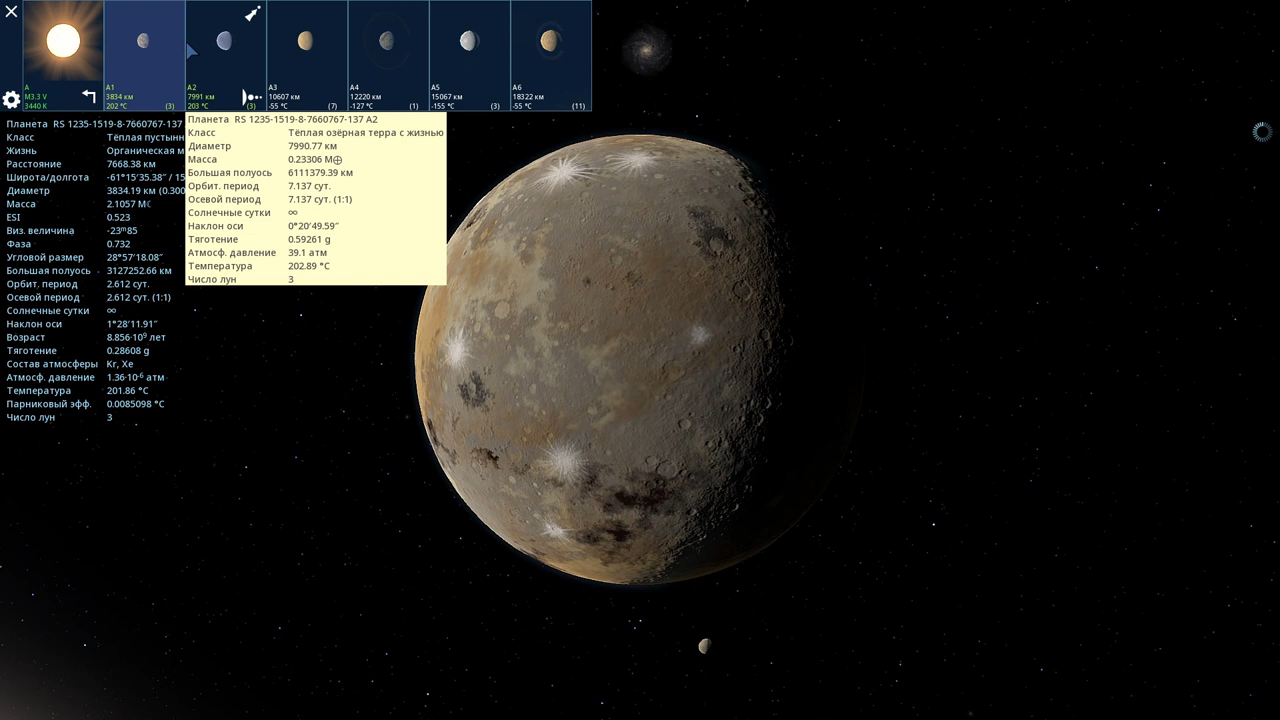 A
M3.3 V
3440 K
A1
3834 км
202 °C (3)
A2
7991 км
203 °C (3)
A3
10607 км
-55 °C (7)
A4
12220 км
-127 °C (1)
A5
15067 км
-155 °C (3)
A6
18322 км
-55 °C (11)
Планета RS 1235-1519-8-7660767-137
Класс Тёплая пустынн
Жизнь Органическая м
Расстояние 7668.38 км
Широта/долгота -61°15′35.38″ / 15
Диаметр 3834.19 км (0.300
Масса 2.1057 M☾
ESI 0.523
Виз. величина -23ᵐ85
Фаза 0.732
Угловой размер 28°57′18.08″
Большая полуось 3127252.66 км
Орбит. период 2.612 сут.
Осевой период 2.612 сут. (1:1)
Солнечные сутки ∞
Наклон оси 1°28′11.91″
Возраст 8.856·10⁹ лет
Тяготение 0.28608 g
Состав атмосферы Kr, Xe
Атмосф. давление 1.36·10⁻⁶ атм
Температура 201.86 °C
Парниковый эфф. 0.0085098 °C
Число лун 3
Планета RS 1235-1519-8-7660767-137 A2
Класс Тёплая озёрная терра с жизнью
Диаметр 7990.77 км
Масса 0.23306 M⊕
Большая полуось 6111379.39 км
Орбит. период 7.137 сут.
Осевой период 7.137 сут. (1:1)
Солнечные сутки ∞
Наклон оси 0°20′49.59″
Тяготение 0.59261 g
Атмосф. давление 39.1 атм
Температура 202.89 °C
Число лун 3